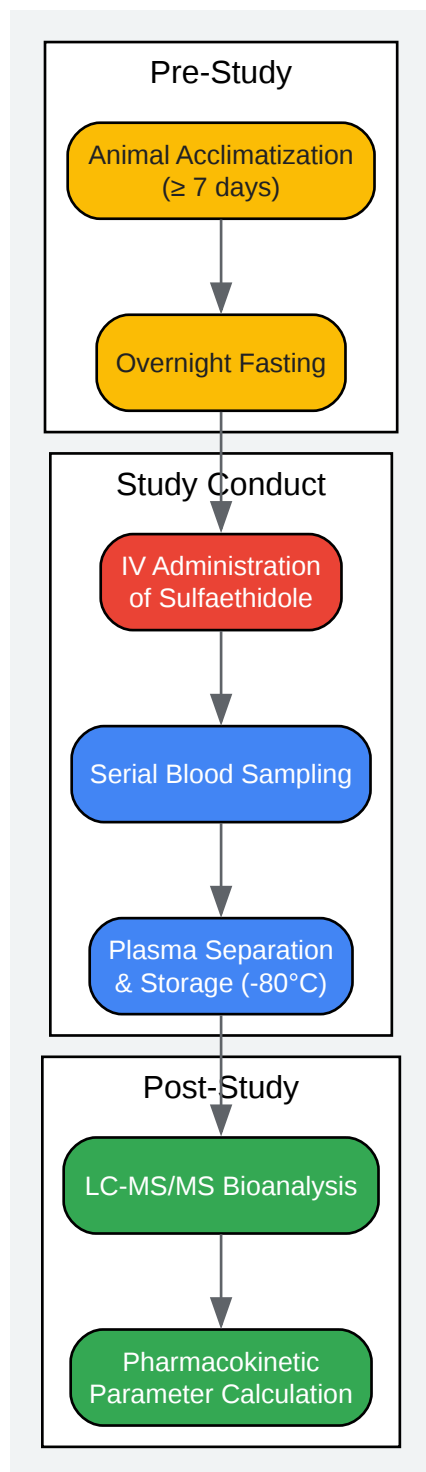 Pre-Study
Animal Acclimatization
(≥ 7 days)
Overnight Fasting
Study Conduct
IV Administration
of Sulfaethidole
Serial Blood Sampling
Plasma Separation
& Storage (-80°C)
Post-Study
LC-MS/MS Bioanalysis
Pharmacokinetic
Parameter Calculation